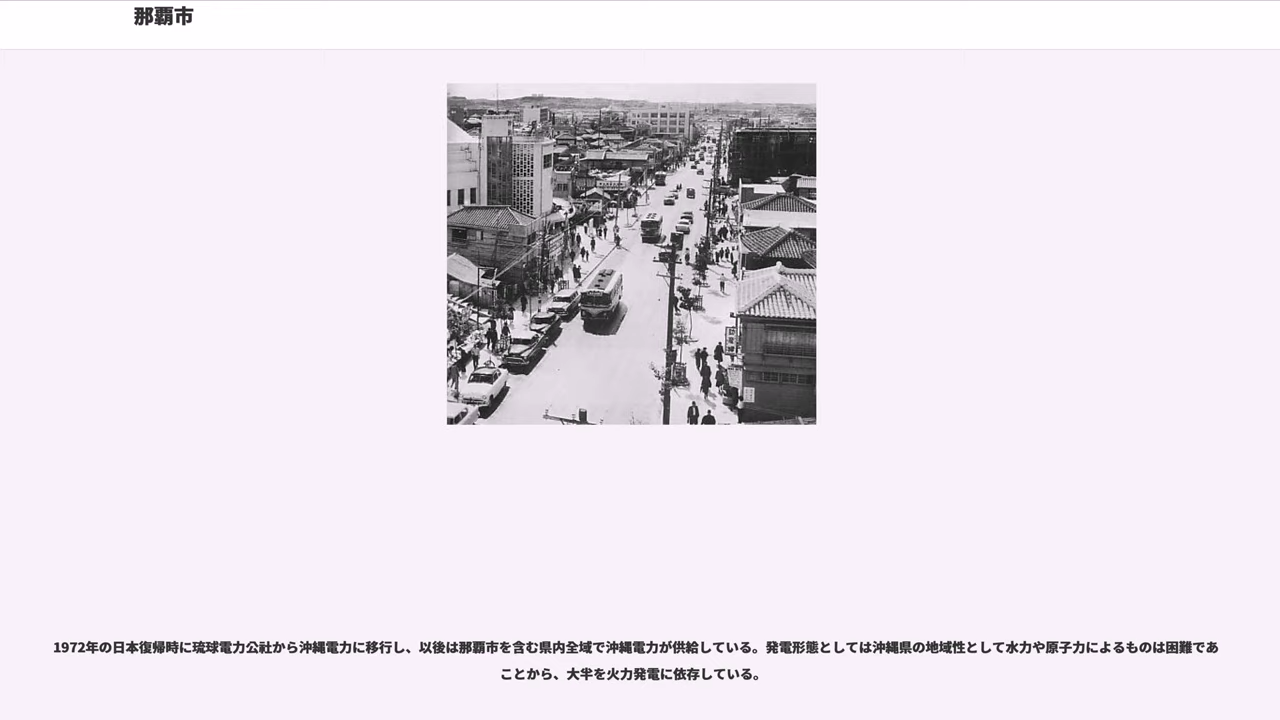 那覇市
1972年の日本復帰時に琉球電力公社から沖縄電力に移行し、以後は那覇市を含む県内全域で沖縄電力が供給している。発電形態としては沖縄県の地域性として水力や原子力によるものは困難であ
ことから、大半を火力発電に依存している。